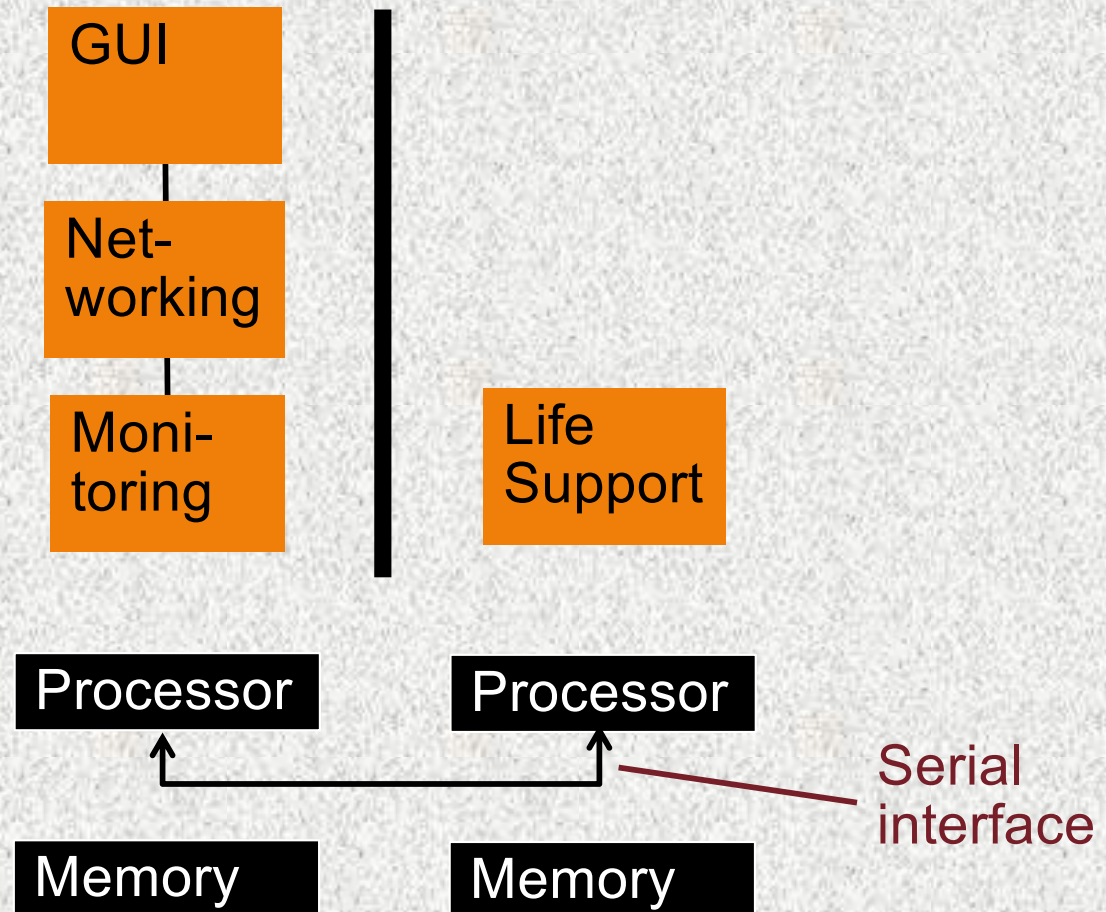 GUI
Net-
working
Moni-
toring
Life
Support
Processor
Processor
Serial
interface
Memory
Memory